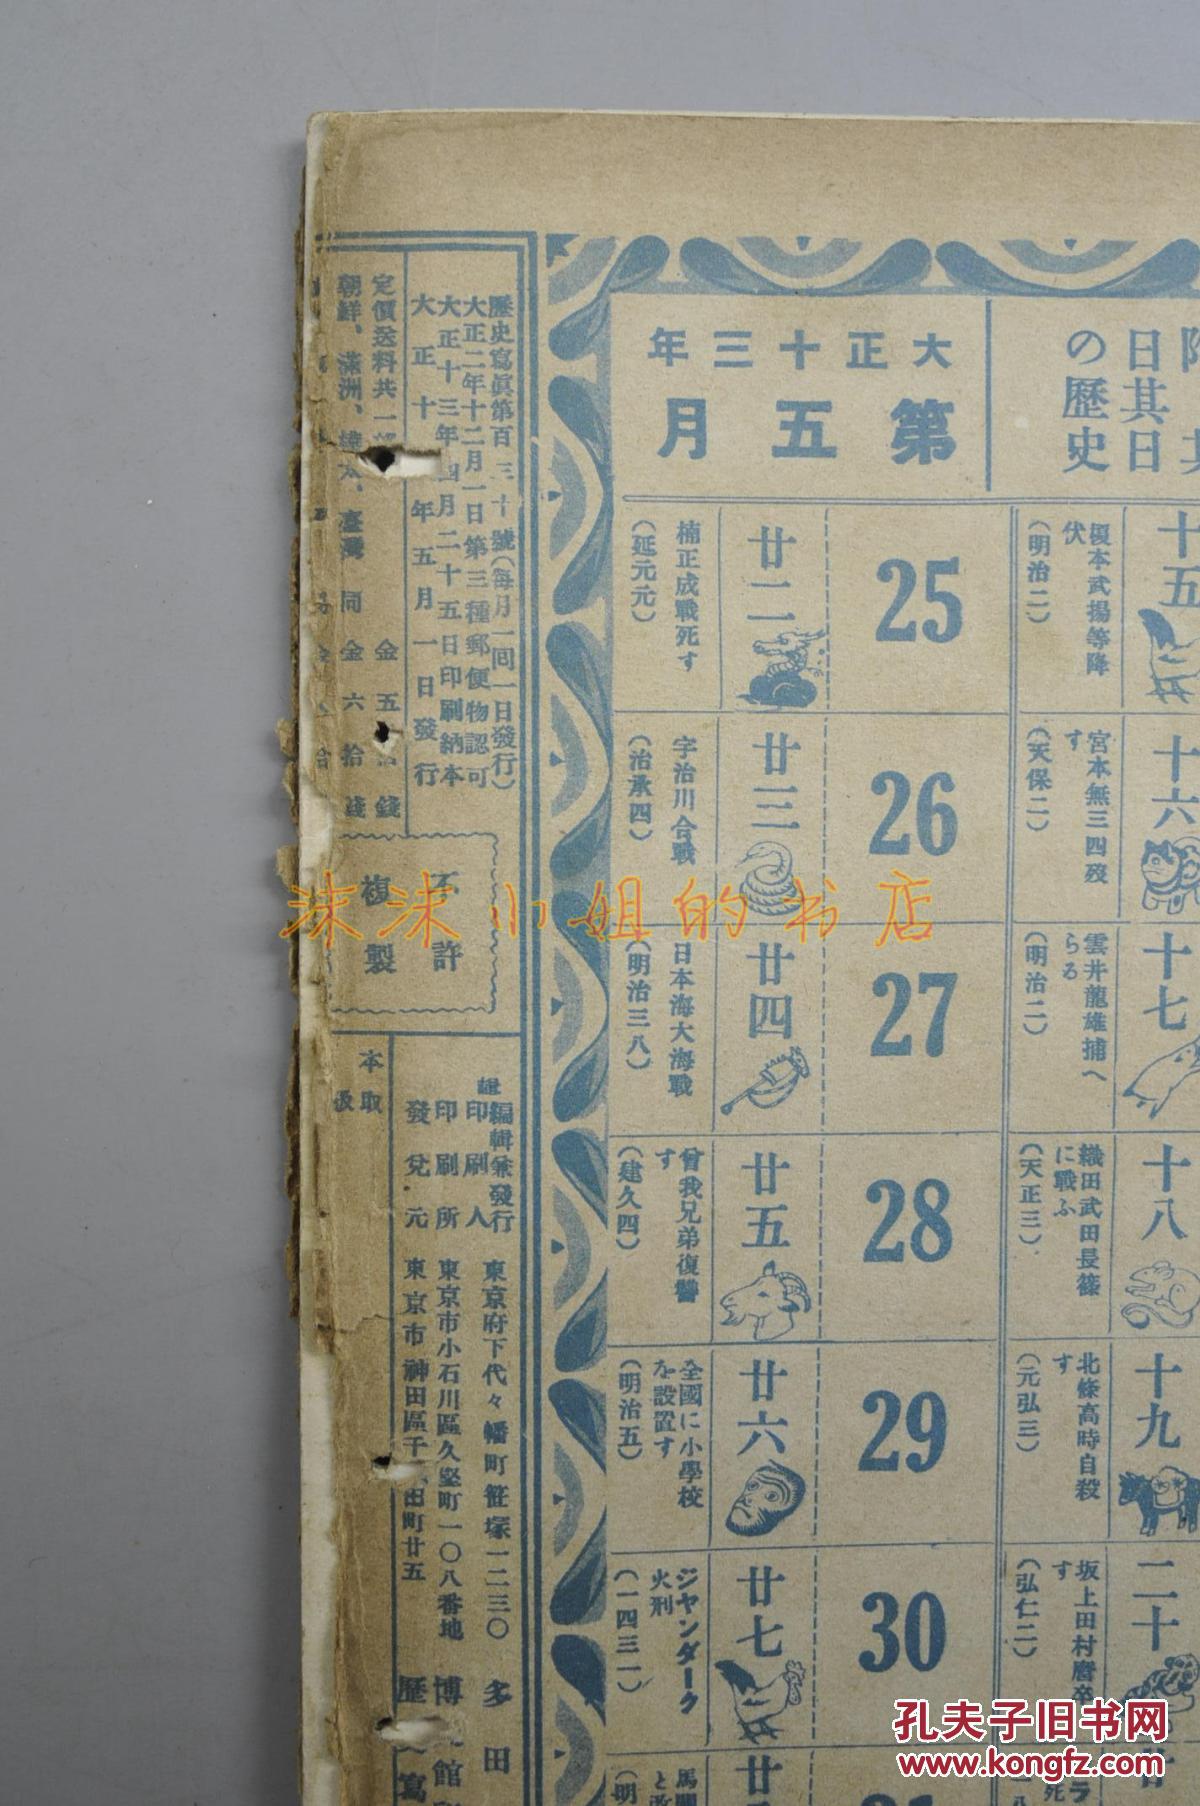 大正十三年
第五月
其日其日
の歴史
25
廿二
楠正成戰死す
(延元元)
26
廿三
宇治川合戰
(治承四)
27
廿四
日本海大海戰
(明治三八)
28
廿五
曾我兄弟復讐
す
(建久四)
29
廿六
全國に小學校
を設置す
(明治五)
30
廿七
ジヤンダーク
火刑
(一四三一)
十五
榎本武揚等降
伏
(明治二)
十六
宮本無三四歿
す
(天保二)
十七
雲井龍雄捕へ
らる
(明治二)
十八
織田武田長篠
に戰ふ
(天正三)
十九
北條高時自殺
す
(元弘三)
二十
坂上田村麿卒
す
(弘仁二)
歷史寫眞第百三十號(每月一回一日發行)
大正二年十二月一日第三種郵便物認可
大正十三年四月二十五日印刷納本
大正十 年五月一日發行
定價送料共一部 金五 錢
朝鮮、滿洲、樺太、臺灣 同 金六拾錢
不許
複製
編輯兼發行
印刷人
印刷所
發兌元
東京府下代々幡町笹塚一二三〇
東京市小石川區久堅町一〇八番地
東京市神田區 田町廿五
多田
博 館
歷 寫
本取
扱
沫沫小姐的书店
孔夫子旧书网
www.kongfz.com